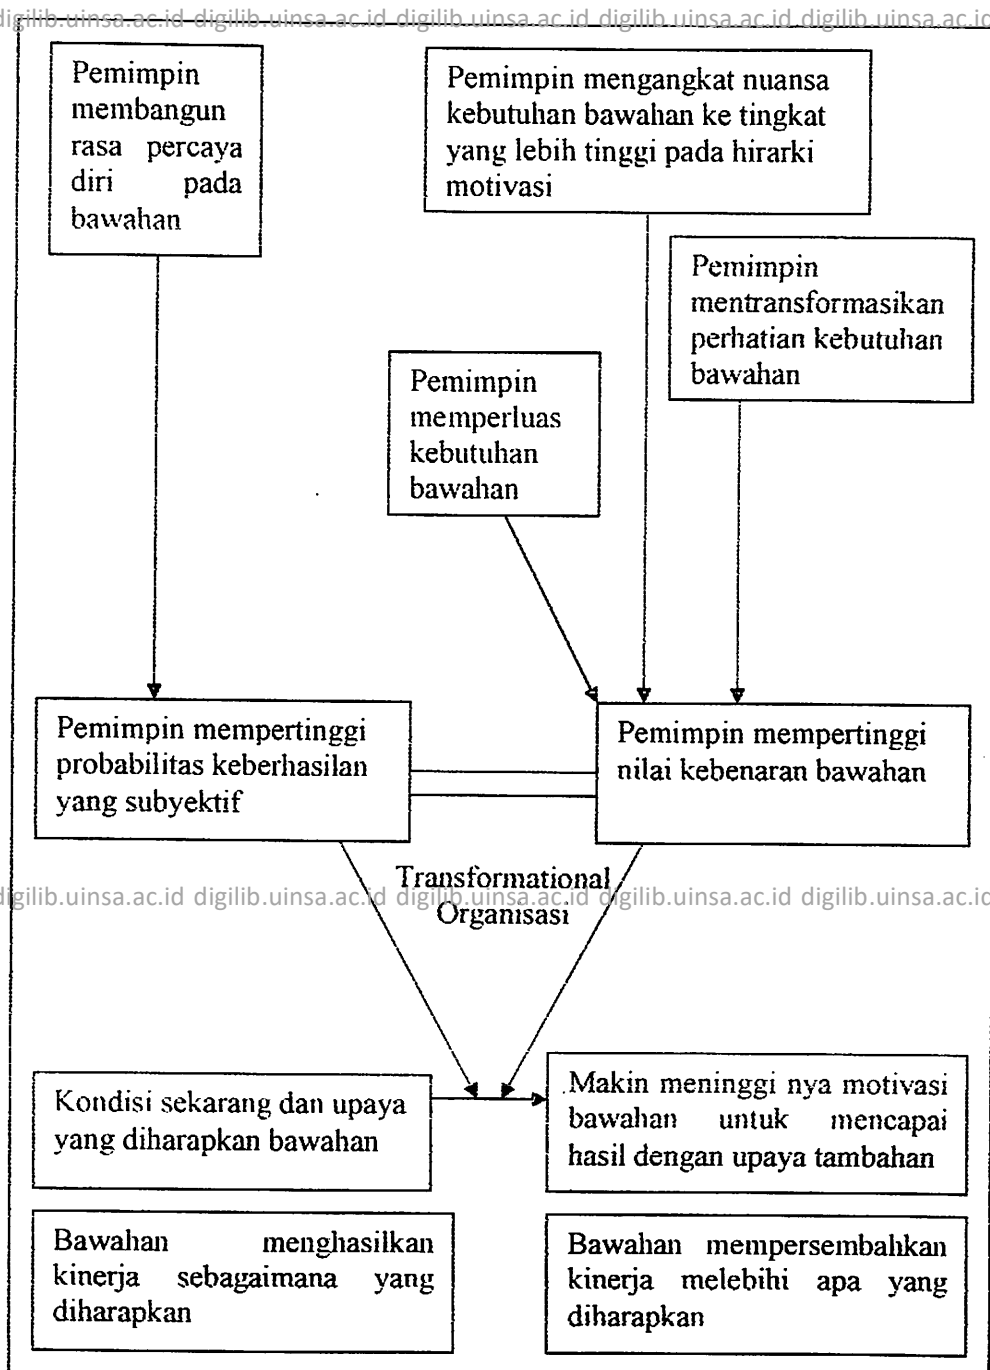 digilib.uinsa.ac.id digilib.uinsa.ac.id digilib.uinsa.ac.id digilib.uinsa.ac.id digilib.uinsa.ac.id
Pemimpin
membangun
rasa percaya
diri pada
bawahan
Pemimpin mengangkat nuansa
kebutuhan bawahan ke tingkat
yang lebih tinggi pada hirarki
motivasi
Pemimpin
mentransformasikan
perhatian kebutuhan
bawahan
Pemimpin
memperluas
kebutuhan
bawahan
Pemimpin mempertinggi
probabilitas keberhasilan
yang subyektif
Pemimpin mempertinggi
nilai kebenaran bawahan
Transformational
digilib.uinsa.ac.id digilib.uinsa.ac.id digilib.uinsa.ac.id digilib.uinsa.ac.id digilib.uinsa.ac.id
Organisasi
Kondisi sekarang dan upaya
yang diharapkan bawahan
Makin meninggi nya motivasi
bawahan untuk mencapai
hasil dengan upaya tambahan
Bawahan menghasilkan
kinerja sebagaimana yang
diharapkan
Bawahan mempersembahkan
kinerja melebihi apa yang
diharapkan